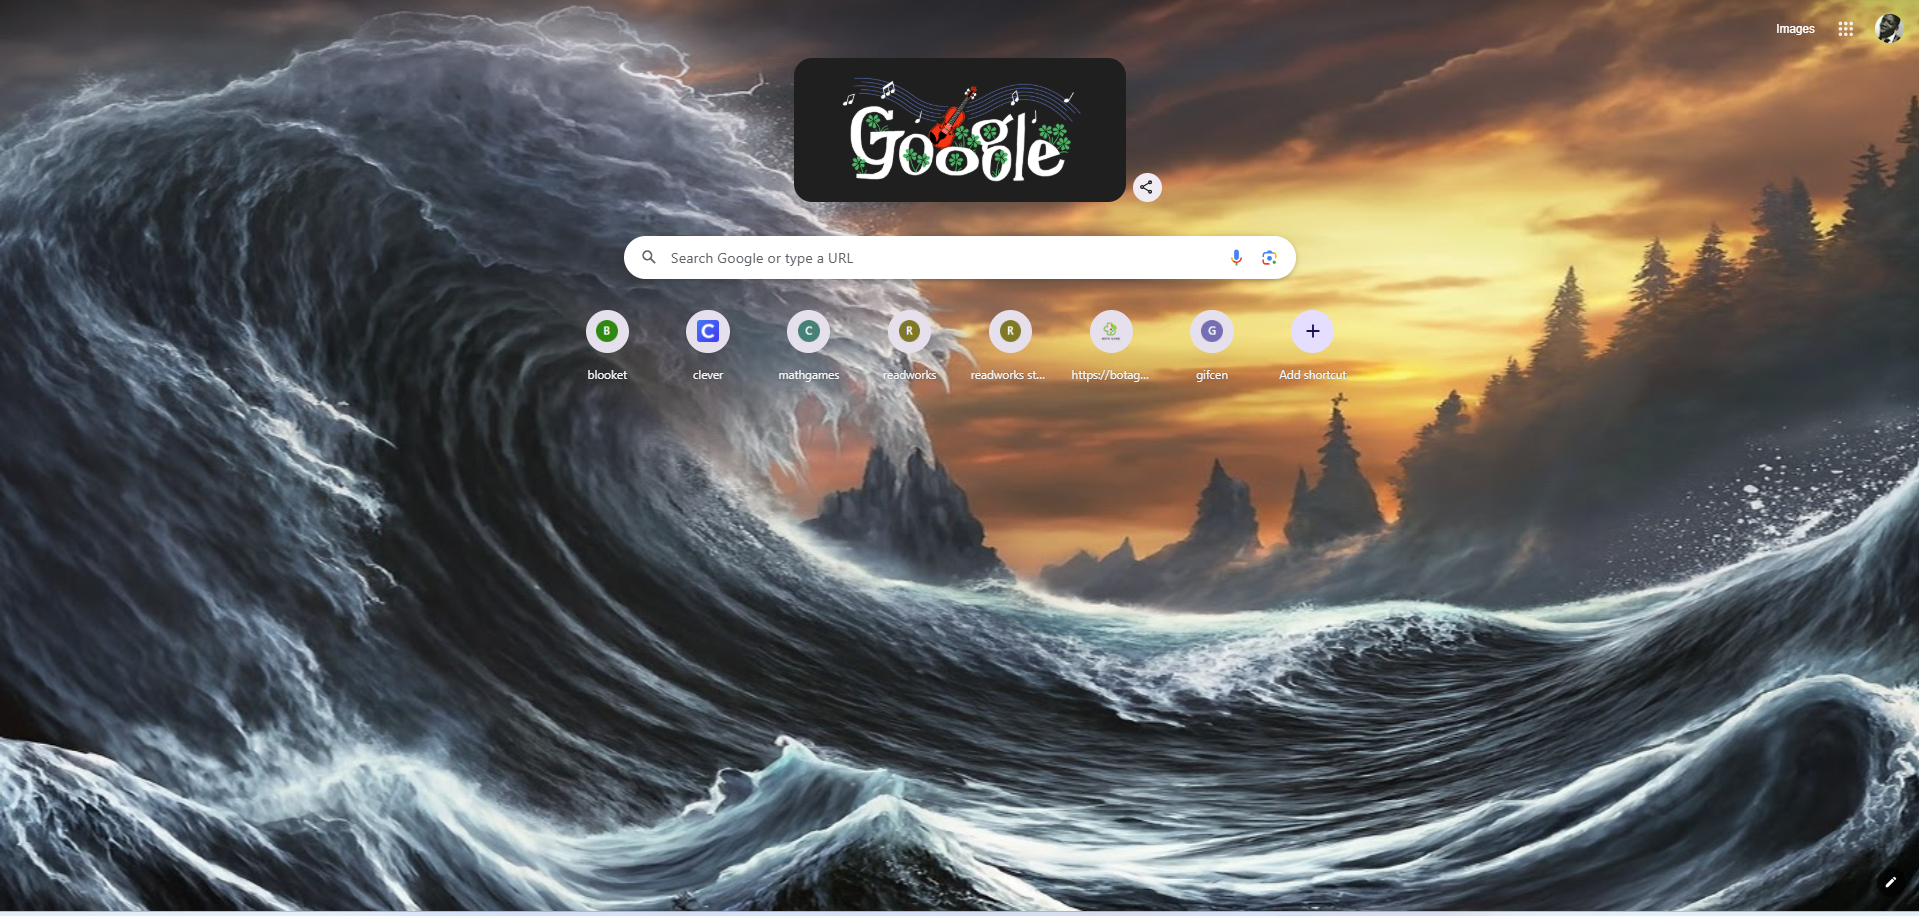 Images
Google
Search Google or type a URL
B
C
C
R
R
G
blooket
clever
mathgames
readworks
readworks st...
https://botag...
gifcen
Add shortcut